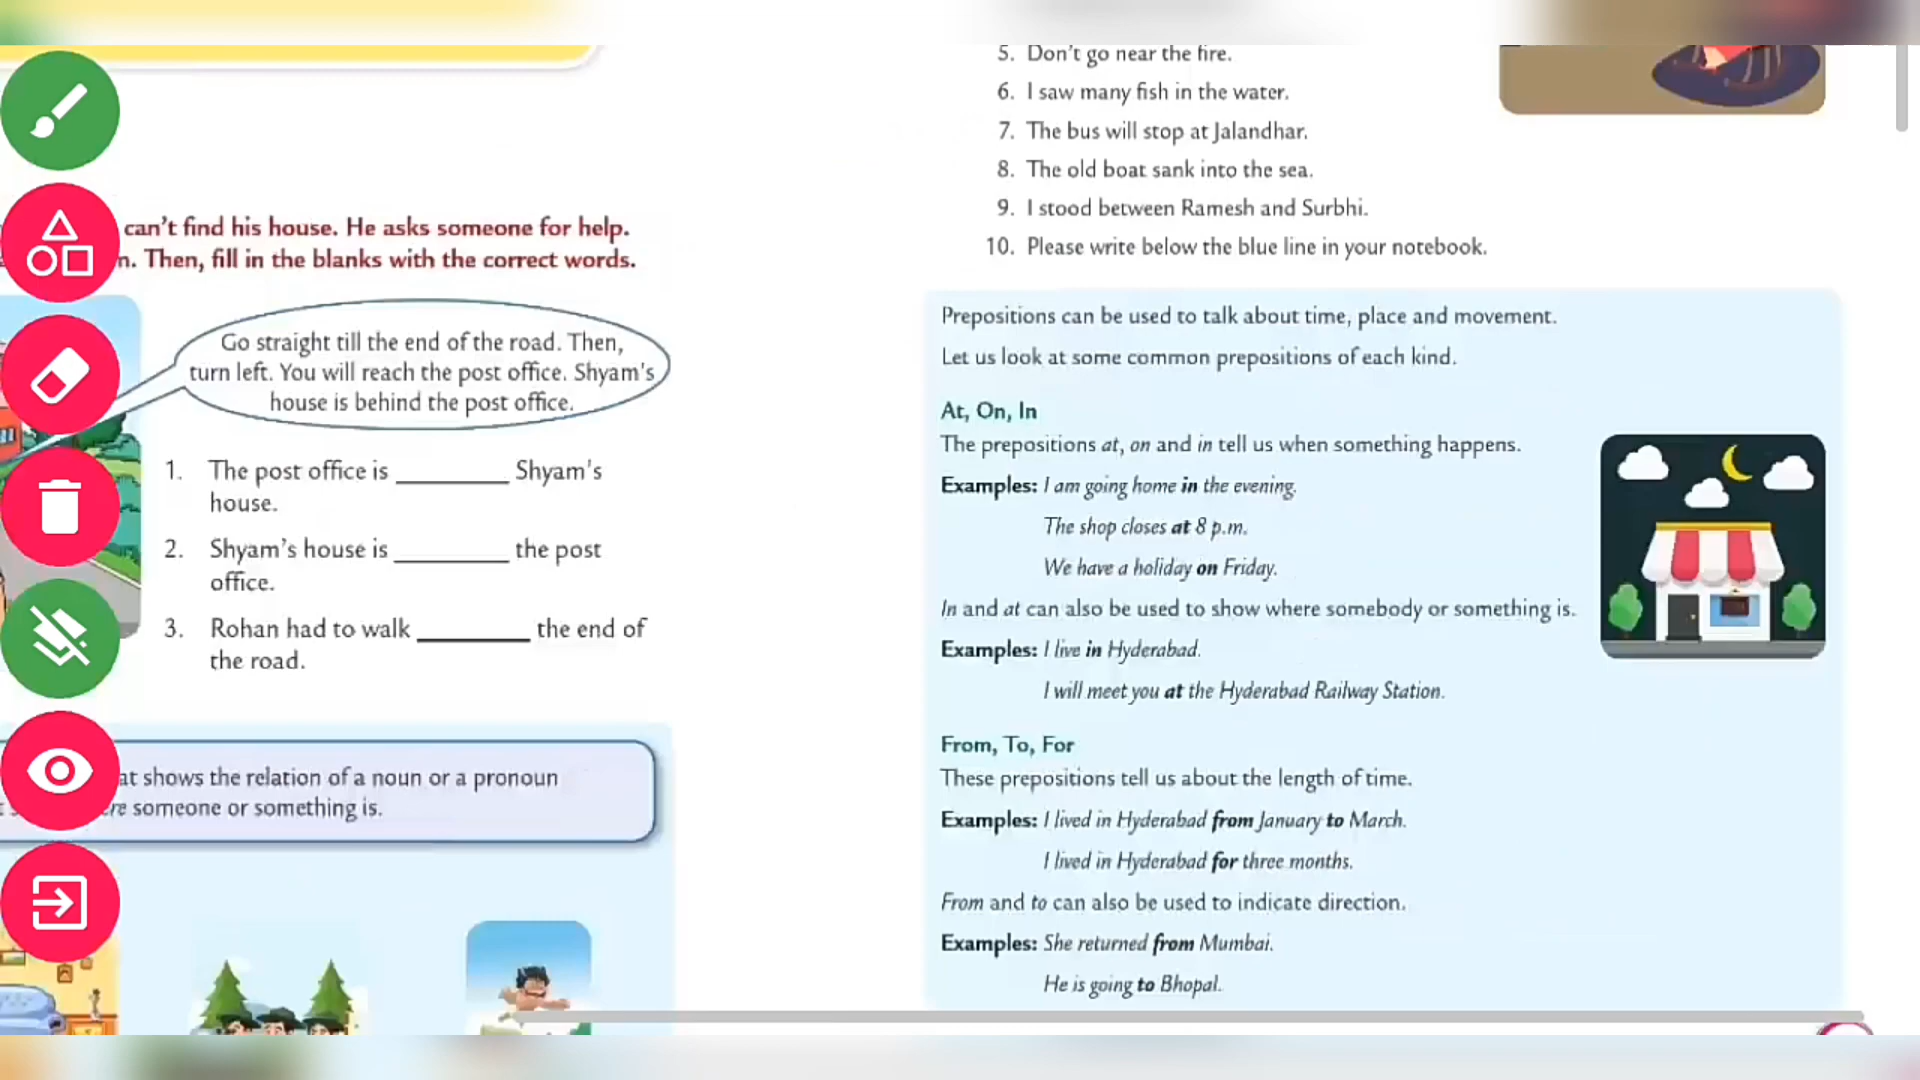 can't find his house. He asks someone for help.
n. Then, fill in the blanks with the correct words.
Go straight till the end of the road. Then,
turn left. You will reach the post office. Shyam's
house is behind the post office.
1. The post office is ________ Shyam's
house.
2. Shyam's house is ________ the post
office.
3. Rohan had to walk ________ the end of
the road.
at shows the relation of a noun or a pronoun
re someone or something is.
5. Don't go near the fire.
6. I saw many fish in the water.
7. The bus will stop at Jalandhar.
8. The old boat sank into the sea.
9. I stood between Ramesh and Surbhi.
10. Please write below the blue line in your notebook.
Prepositions can be used to talk about time, place and movement.
Let us look at some common prepositions of each kind.
At, On, In
The prepositions at, on and in tell us when something happens.
Examples: I am going home in the evening.
The shop closes at 8 p.m.
We have a holiday on Friday.
In and at can also be used to show where somebody or something is.
Examples: I live in Hyderabad.
I will meet you at the Hyderabad Railway Station.
From, To, For
These prepositions tell us about the length of time.
Examples: I lived in Hyderabad from January to March.
I lived in Hyderabad for three months.
From and to can also be used to indicate direction.
Examples: She returned from Mumbai.
He is going to Bhopal.